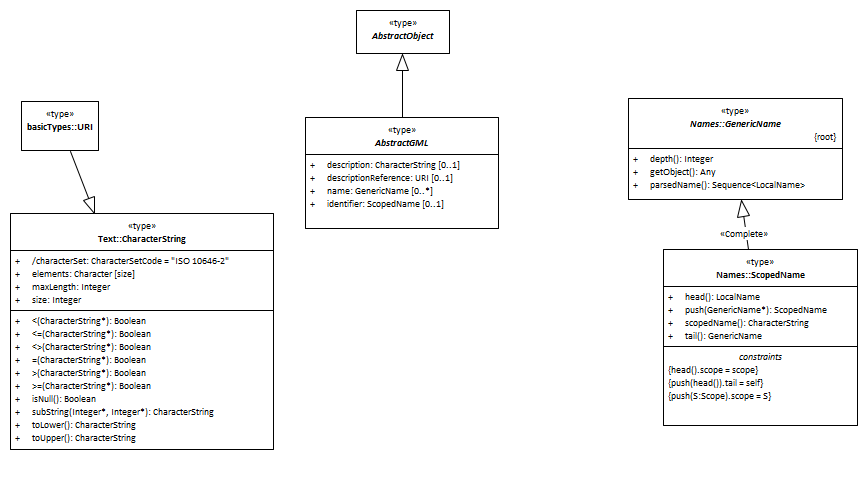 «type»
AbstractObject
«type»
basicTypes::URI
«type»
AbstractGML
+ description: CharacterString [0..1]
+ descriptionReference: URI [0..1]
+ name: GenericName [0..*]
+ identifier: ScopedName [0..1]
«type»
Names::GenericName
{root}
+ depth(): Integer
+ getObject(): Any
+ parsedName(): Sequence<LocalName>
«type»
Text::CharacterString
+ /characterSet: CharacterSetCode = "ISO 10646-2"
+ elements: Character [size]
+ maxLength: Integer
+ size: Integer
+ <(CharacterString*): Boolean
+ <=(CharacterString*): Boolean
+ <>(CharacterString*): Boolean
+ =(CharacterString*): Boolean
+ >(CharacterString*): Boolean
+ >=(CharacterString*): Boolean
+ isNull(): Boolean
+ subString(Integer*, Integer*): CharacterString
+ toLower(): CharacterString
+ toUpper(): CharacterString
«Complete»
«type»
Names::ScopedName
+ head(): LocalName
+ push(GenericName*): ScopedName
+ scopedName(): CharacterString
+ tail(): GenericName
constraints
{head().scope = scope}
{push(head()).tail = self}
{push(S:Scope).scope = S}